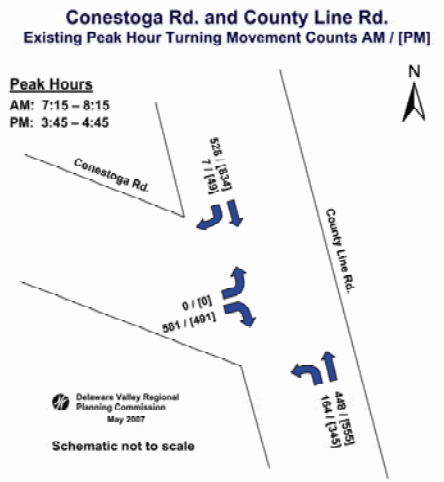 Conestoga Rd. and County Line Rd.
Existing Peak Hour Turning Movement Counts AM / [PM]
N
Peak Hours
AM: 7:15 – 8:15
PM: 3:45 – 4:45
528 / [834]
7 / [49]
Conestoga Rd.
County Line Rd.
0 / [0]
501 / [491]
448 / [555]
164 / [345]
Delaware Valley Regional
Planning Commission
May 2007
Schematic not to scale